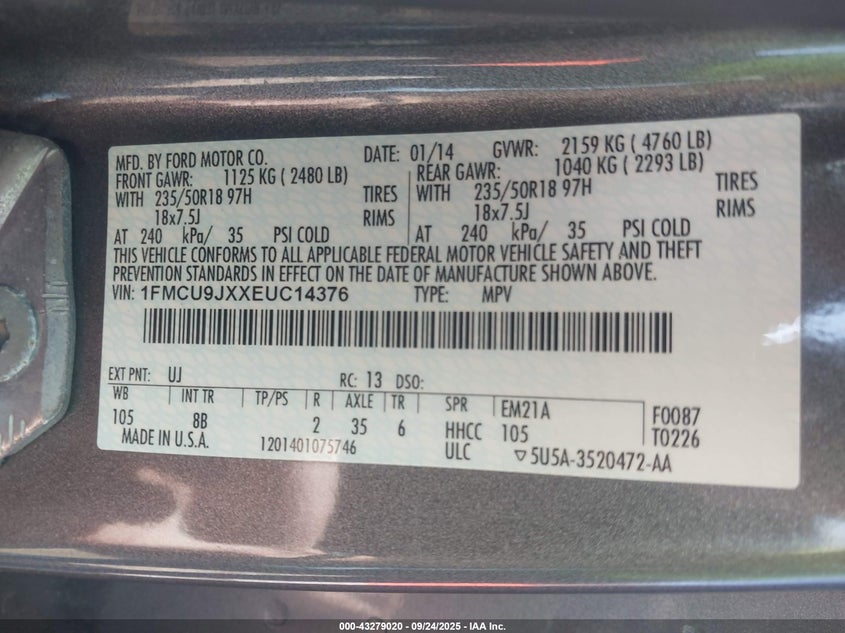 MFD. BY FORD MOTOR CO. DATE: 01/14 GVWR: 2159 KG ( 4760 LB)
FRONT GAWR: 1125 KG ( 2480 LB) REAR GAWR: 1040 KG ( 2293 LB)
WITH 235/50R18 97H TIRES WITH 235/50R18 97H TIRES
18x7.5J RIMS 18x7.5J RIMS
AT 240 kPa/ 35 PSI COLD AT 240 kPa/ 35 PSI COLD
THIS VEHICLE CONFORMS TO ALL APPLICABLE FEDERAL MOTOR VEHICLE SAFETY AND THEFT
PREVENTION STANDARDS IN EFFECT ON THE DATE OF MANUFACTURE SHOWN ABOVE.
VIN: 1FMCU9JXXEUC14376 TYPE: MPV
EXT PNT: UJ RC: 13 DSO:
WB INT TR TP/PS R AXLE TR SPR EM21A F0087
105 8B 2 35 6 HHCC 105 T0226
MADE IN U.S.A. 1201401075746 ULC ▽5U5A-3520472-AA
000-43279020 - 09/24/2025 - IAA Inc.